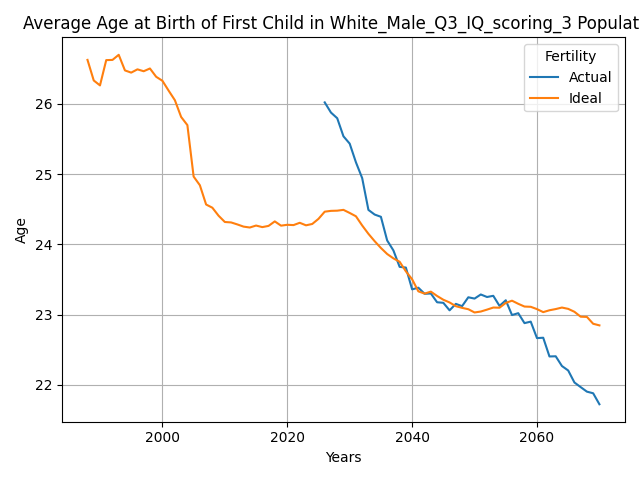 Average Age at Birth of First Child in White_Male_Q3_IQ_scoring_3 Populat
Fertility
Actual
Ideal
26
25
24
23
22
Age
2000 2020 2040 2060
Years